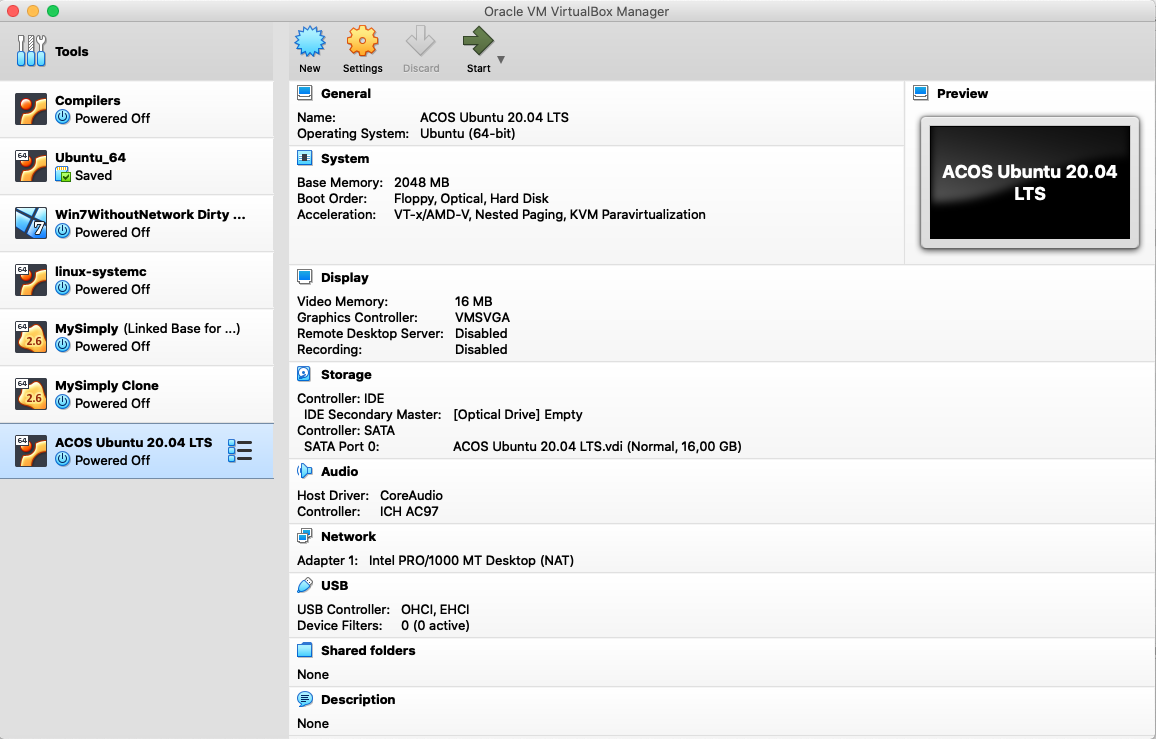 Oracle VM VirtualBox Manager
Tools
New
Settings
Discard
Start
Compilers
Powered Off
64
Ubuntu_64
Saved
7
Win7WithoutNetwork Dirty ...
Powered Off
64
linux-systemc
Powered Off
64
2.6
MySimply (Linked Base for ...)
Powered Off
64
2.6
MySimply Clone
Powered Off
64
ACOS Ubuntu 20.04 LTS
Powered Off
General
Name: ACOS Ubuntu 20.04 LTS
Operating System: Ubuntu (64-bit)
System
Base Memory: 2048 MB
Boot Order: Floppy, Optical, Hard Disk
Acceleration: VT-x/AMD-V, Nested Paging, KVM Paravirtualization
Preview
ACOS Ubuntu 20.04
LTS
Display
Video Memory: 16 MB
Graphics Controller: VMSVGA
Remote Desktop Server: Disabled
Recording: Disabled
Storage
Controller: IDE
IDE Secondary Master: [Optical Drive] Empty
Controller: SATA
SATA Port 0: ACOS Ubuntu 20.04 LTS.vdi (Normal, 16,00 GB)
Audio
Host Driver: CoreAudio
Controller: ICH AC97
Network
Adapter 1: Intel PRO/1000 MT Desktop (NAT)
USB
USB Controller: OHCI, EHCI
Device Filters: 0 (0 active)
Shared folders
None
Description
None